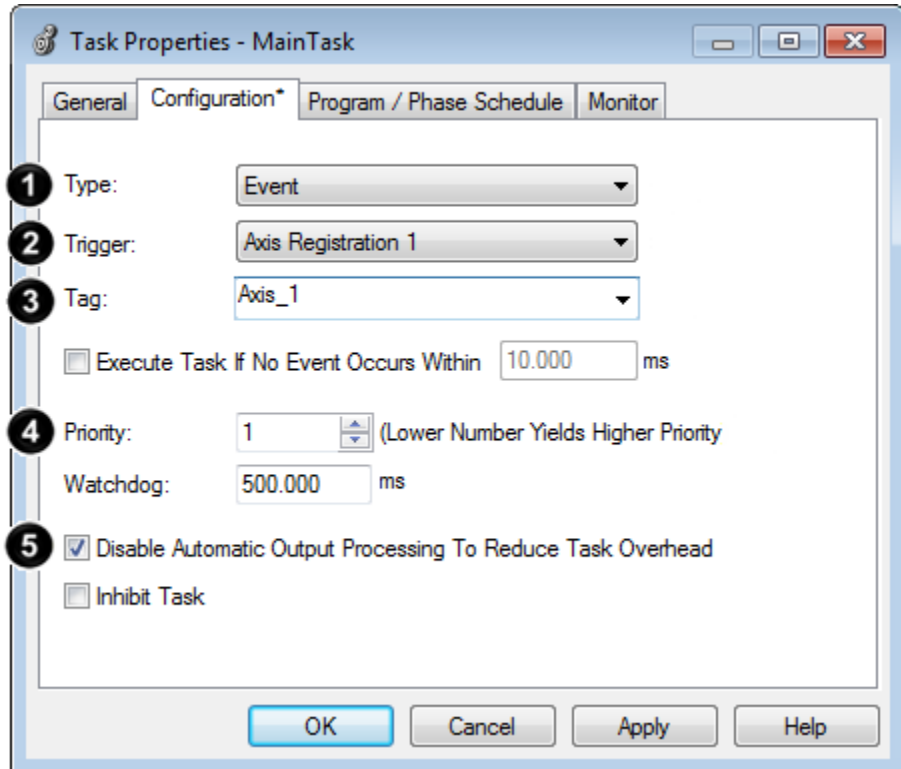 Task Properties - MainTask
General Configuration* Program / Phase Schedule Monitor
1 Type: Event
2 Trigger: Axis Registration 1
3 Tag: Axis_1
Execute Task If No Event Occurs Within 10.000 ms
4 Priority: 1 (Lower Number Yields Higher Priority
Watchdog: 500.000 ms
5 Disable Automatic Output Processing To Reduce Task Overhead
Inhibit Task
OK Cancel Apply Help